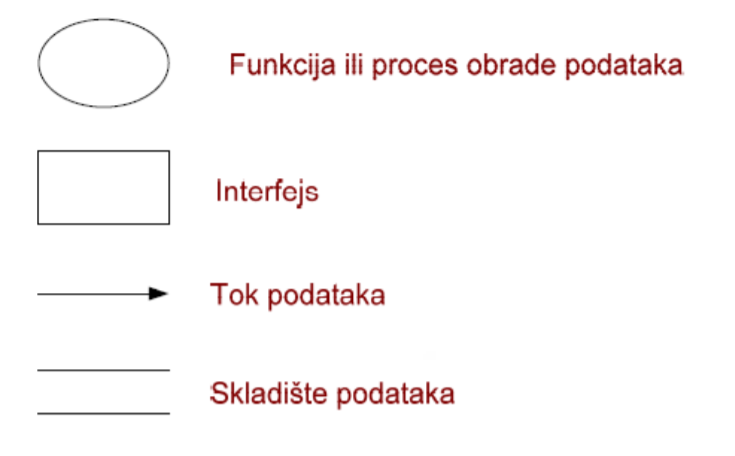 Funkcija ili proces obrade podataka
Interfejs
Tok podataka
Skladište podataka